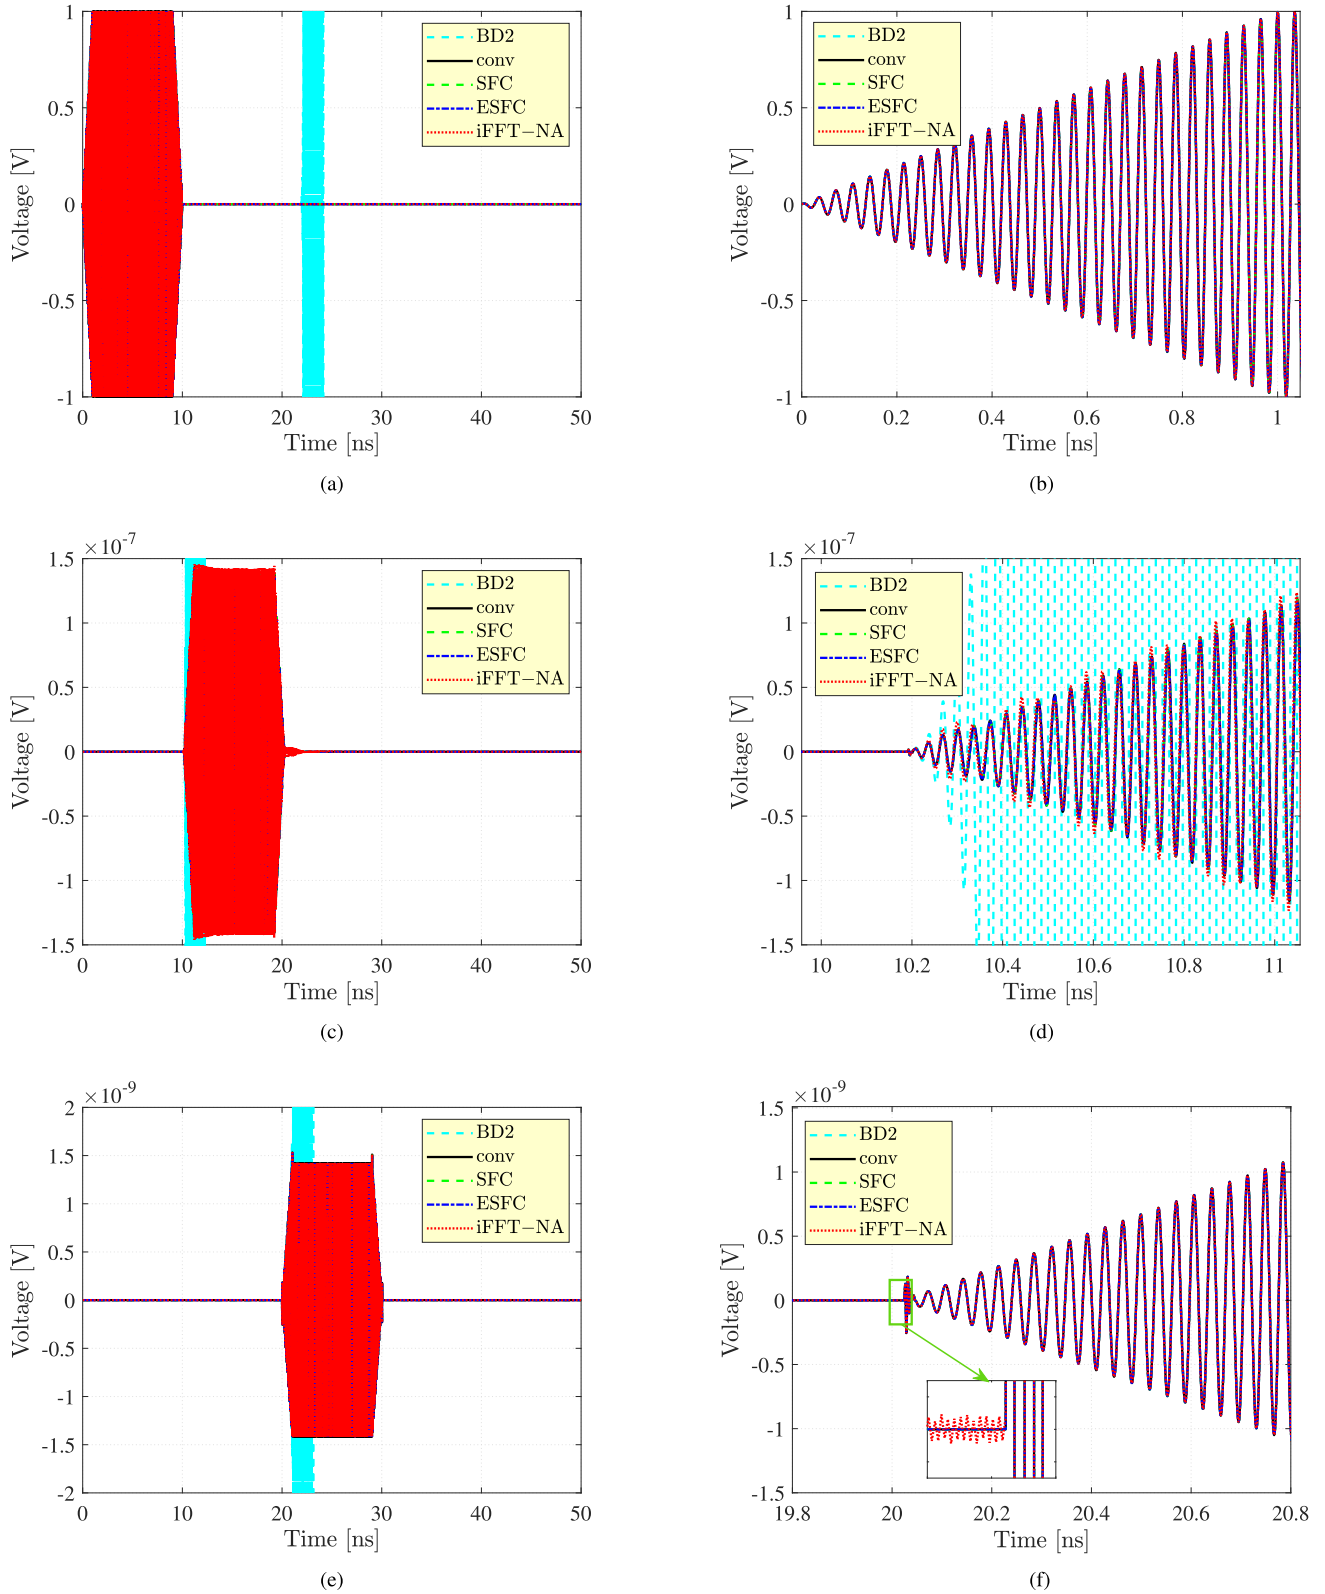 1
0.5
0
-0.5
-1
Voltage [V]
BD2
conv
SFC
ESFC
iFFT−NA
0 10 20 30 40 50
Time [ns]
(a)
1
0.5
0
-0.5
-1
Voltage [V]
BD2
conv
SFC
ESFC
iFFT−NA
0 0.2 0.4 0.6 0.8 1
Time [ns]
(b)
×10-7
1.5
1
0.5
0
-0.5
-1
-1.5
Voltage [V]
BD2
conv
SFC
ESFC
iFFT−NA
0 10 20 30 40 50
Time [ns]
(c)
×10-7
1.5
1
0.5
0
-0.5
-1
-1.5
Voltage [V]
BD2
conv
SFC
ESFC
iFFT−NA
10 10.2 10.4 10.6 10.8 11
Time [ns]
(d)
×10-9
2
1.5
1
0.5
0
-0.5
-1
-1.5
-2
Voltage [V]
BD2
conv
SFC
ESFC
iFFT−NA
0 10 20 30 40 50
Time [ns]
(e)
×10-9
1.5
1
0.5
0
-0.5
-1
-1.5
Voltage [V]
BD2
conv
SFC
ESFC
iFFT−NA
19.8 20 20.2 20.4 20.6 20.8
Time [ns]
(f)